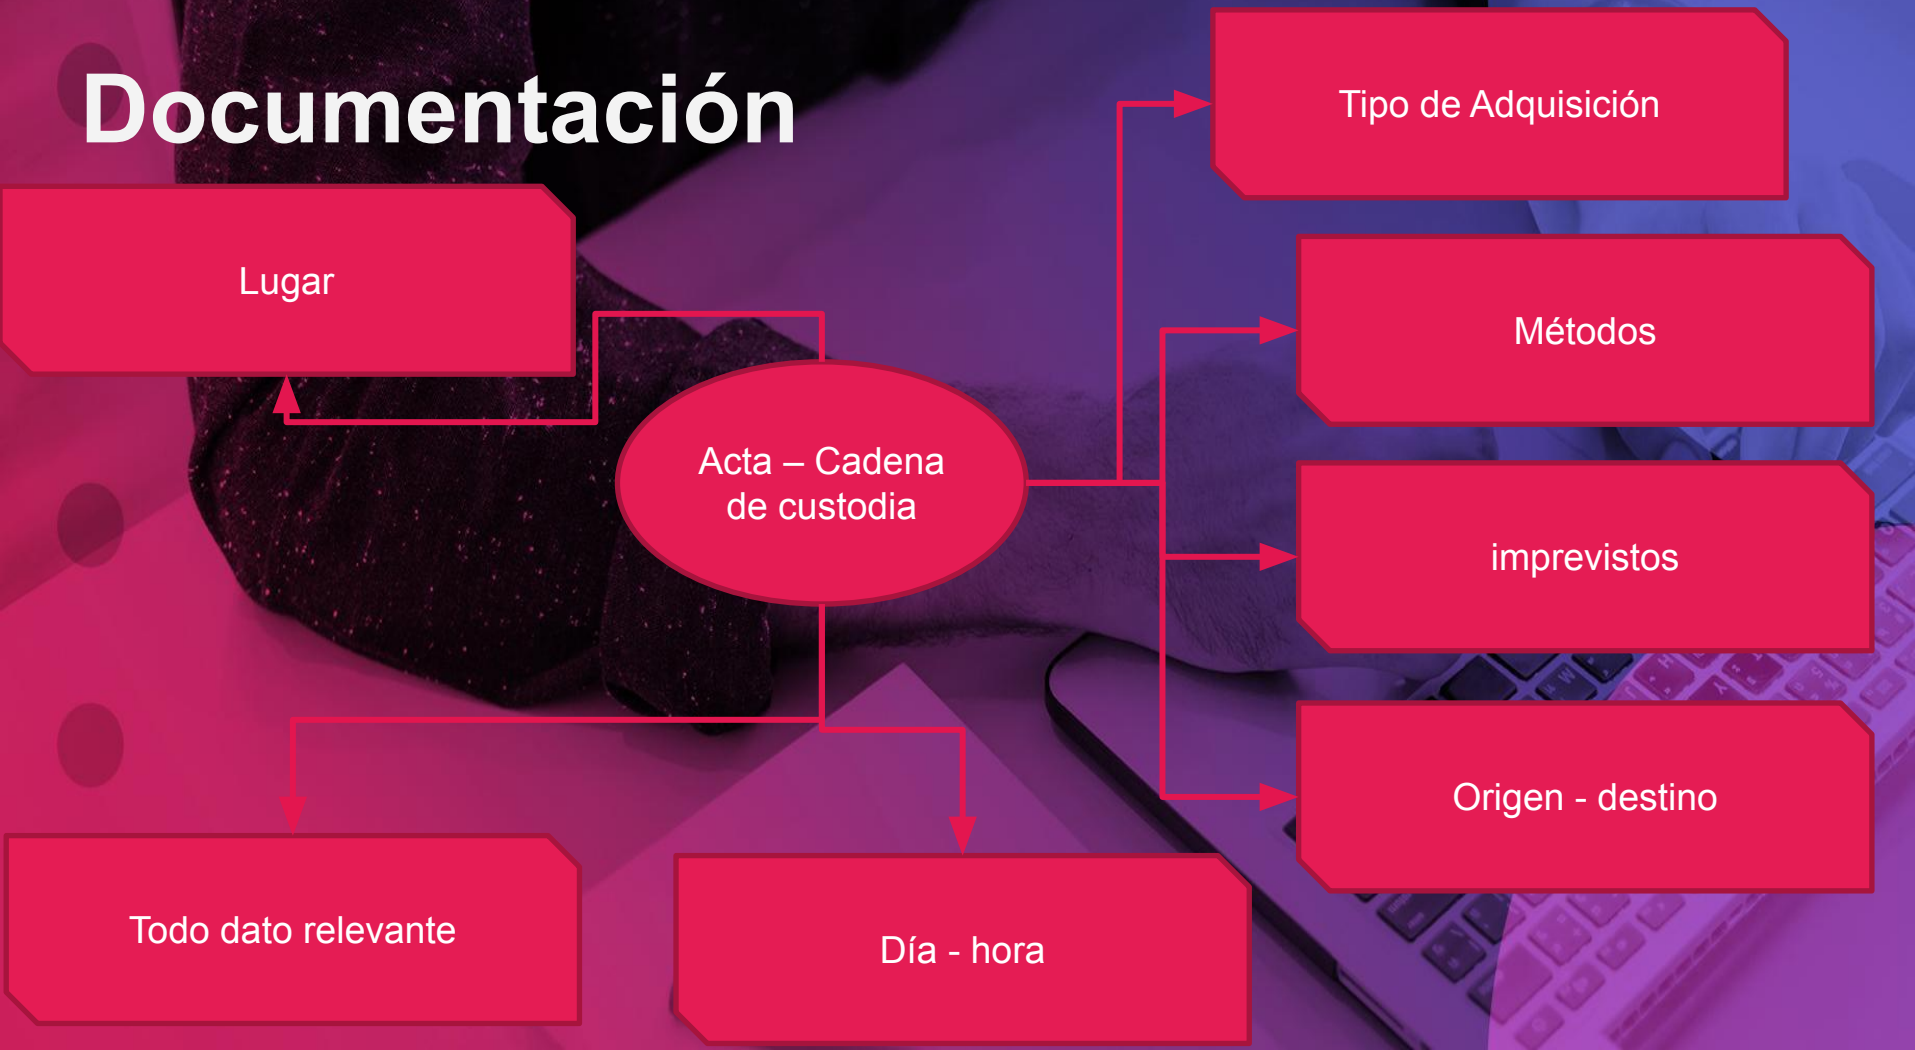 Documentación
Tipo de Adquisición
Lugar
Métodos
Acta – Cadena
de custodia
imprevistos
Origen - destino
Todo dato relevante
Día - hora